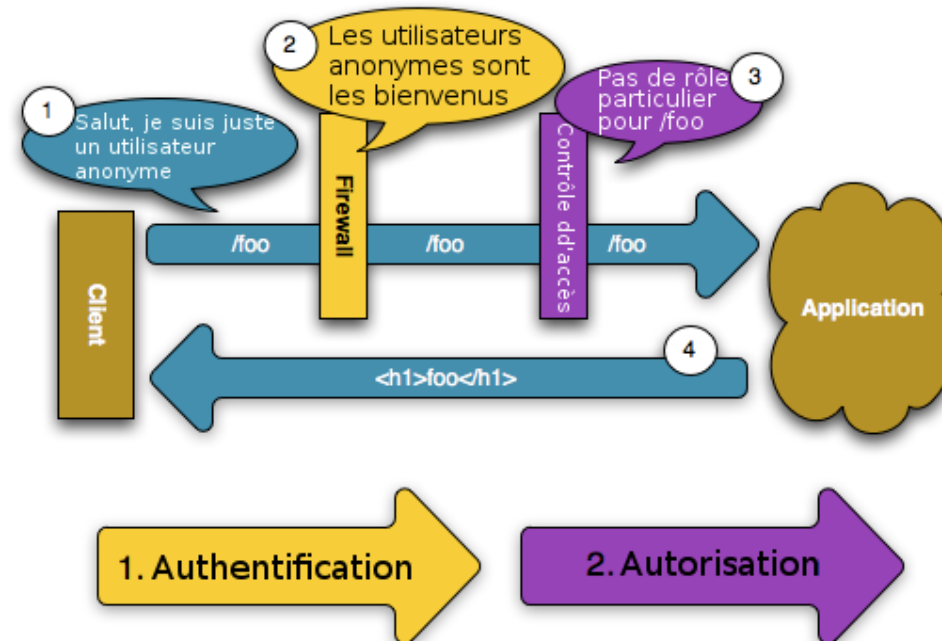 1
Salut, je suis juste
un utilisateur
anonyme
2
Les utilisateurs
anonymes sont
les bienvenus
3
Pas de rôle
particulier
pour /foo
Client
/foo
Firewall
/foo
Contrôle dd'accès
/foo
Application
4
<h1>foo</h1>
1. Authentification
2. Autorisation